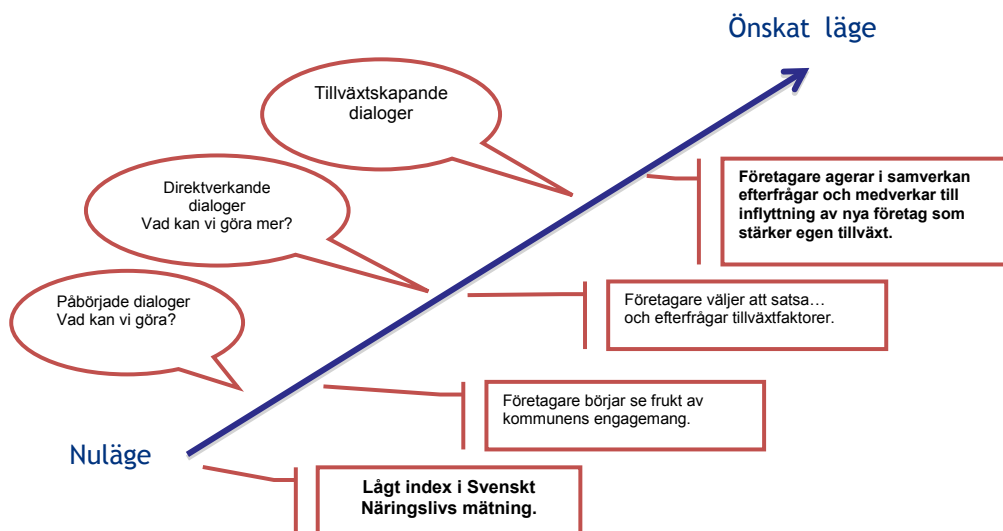 Önskat läge
Tillväxtskapande
dialoger
Direktverkande
dialoger
Vad kan vi göra mer?
Påbörjade dialoger
Vad kan vi göra?
Företagare agerar i samverkan
efterfrågar och medverkar till
inflyttning av nya företag som
stärker egen tillväxt.
Företagare väljer att satsa…
och efterfrågar tillväxtfaktorer.
Företagare börjar se frukt av
kommunens engagemang.
Nuläge
Lågt index i Svenskt
Näringslivs mätning.